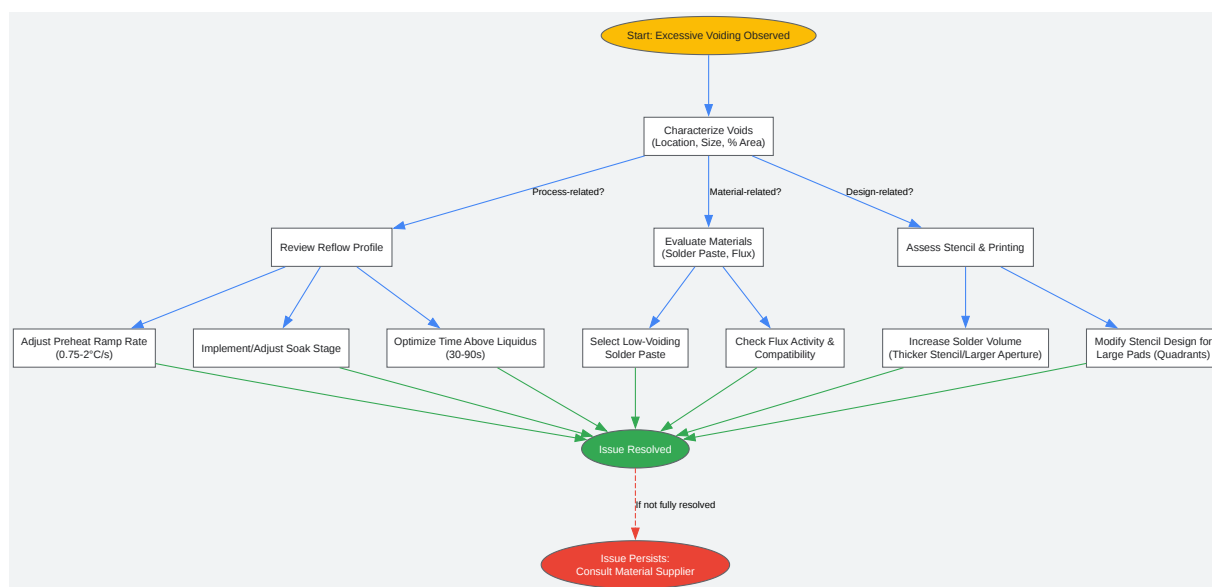 Start: Excessive Voiding Observed
Characterize Voids
(Location, Size, % Area)
Process-related?
Material-related?
Design-related?
Review Reflow Profile
Evaluate Materials
(Solder Paste, Flux)
Assess Stencil & Printing
Adjust Preheat Ramp Rate
(0.75-2°C/s)
Implement/Adjust Soak Stage
Optimize Time Above Liquidus
(30-90s)
Select Low-Voiding
Solder Paste
Check Flux Activity &
Compatibility
Increase Solder Volume
(Thicker Stencil/Larger Aperture)
Modify Stencil Design for
Large Pads (Quadrants)
Issue Resolved
If not fully resolved
Issue Persists:
Consult Material Supplier